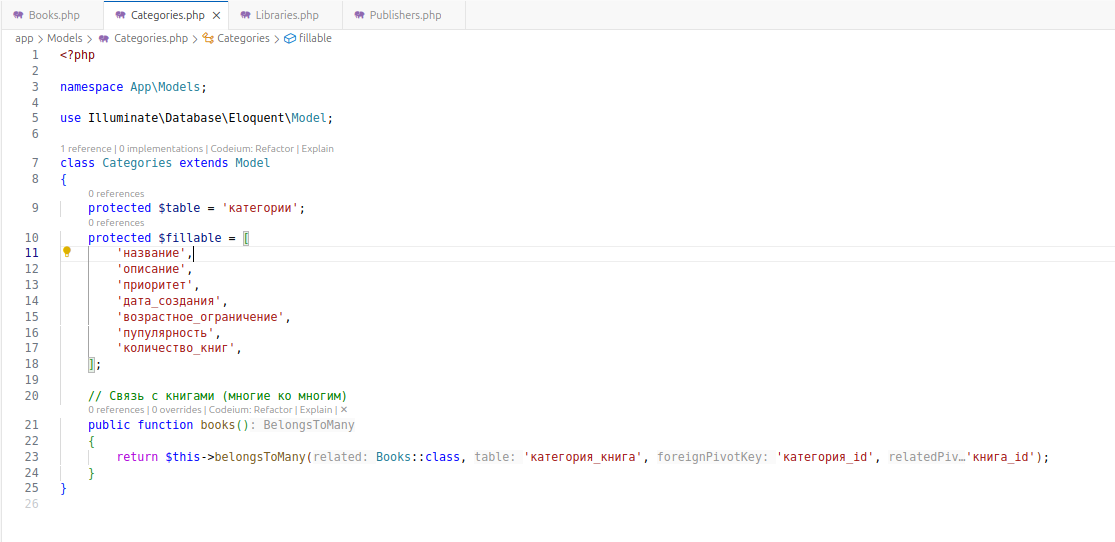 Books.php Categories.php × Libraries.php Publishers.php
app > Models > Categories.php > Categories > fillable
1 <?php
2
3 namespace App\Models;
4
5 use Illuminate\Database\Eloquent\Model;
6
1 reference | 0 implementations | Codeium: Refactor | Explain
7 class Categories extends Model
8 {
0 references
9 protected $table = 'категории';
0 references
10 protected $fillable = [
11 'название',
12 'описание',
13 'приоритет',
14 'дата_создания',
15 'возрастное_ограничение',
16 'пупулярность',
17 'количество_книг',
18 ];
19
20 // Связь с книгами (многие ко многим)
0 references | 0 overrides | Codeium: Refactor | Explain | ×
21 public function books(): BelongsToMany
22 {
23 return $this->belongsToMany(related: Books::class, table: 'категория_книга', foreignPivotKey: 'категория_id', relatedPiv…'книга_id');
24 }
25 }
26